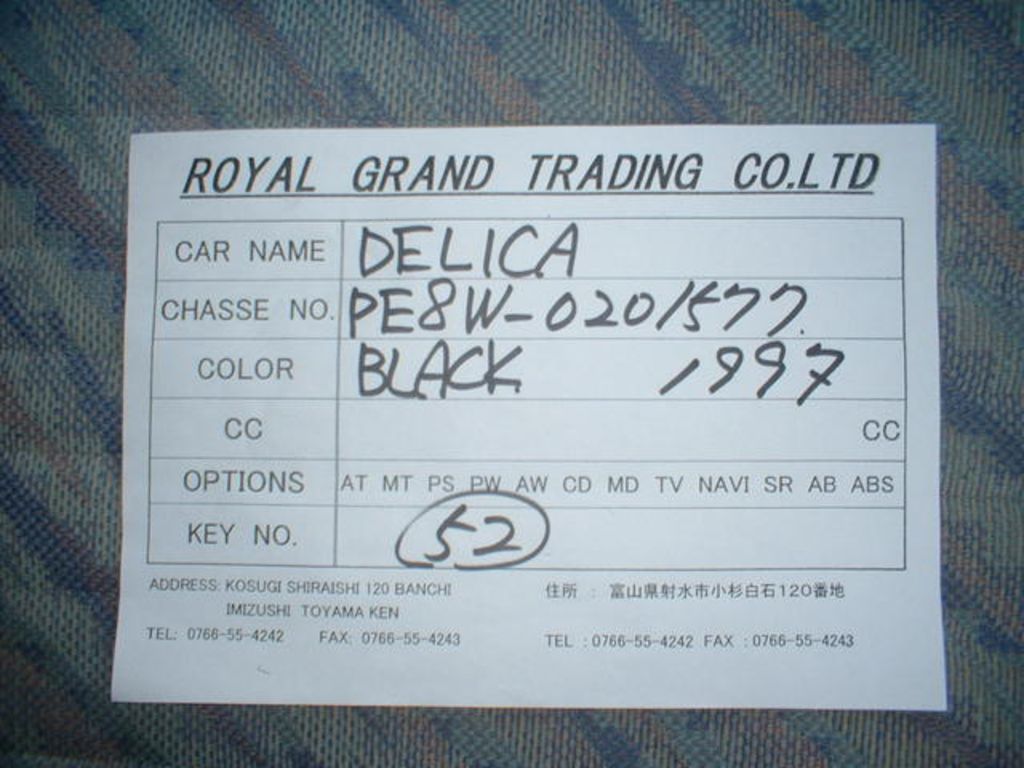 ROYAL GRAND TRADING CO.LTD
CAR NAME DELICA
CHASSE NO. PE8W-0201577
COLOR BLACK 1997
CC CC
OPTIONS AT MT PS PW AW CD MD TV NAVI SR AB ABS
KEY NO. 52
ADDRESS: KOSUGI SHIRAISHI 120 BANCHI
IMIZUSHI TOYAMA KEN
TEL: 0766-55-4242 FAX: 0766-55-4243
住所 : 富山県射水市小杉白石120番地
TEL : 0766-55-4242 FAX : 0766-55-4243